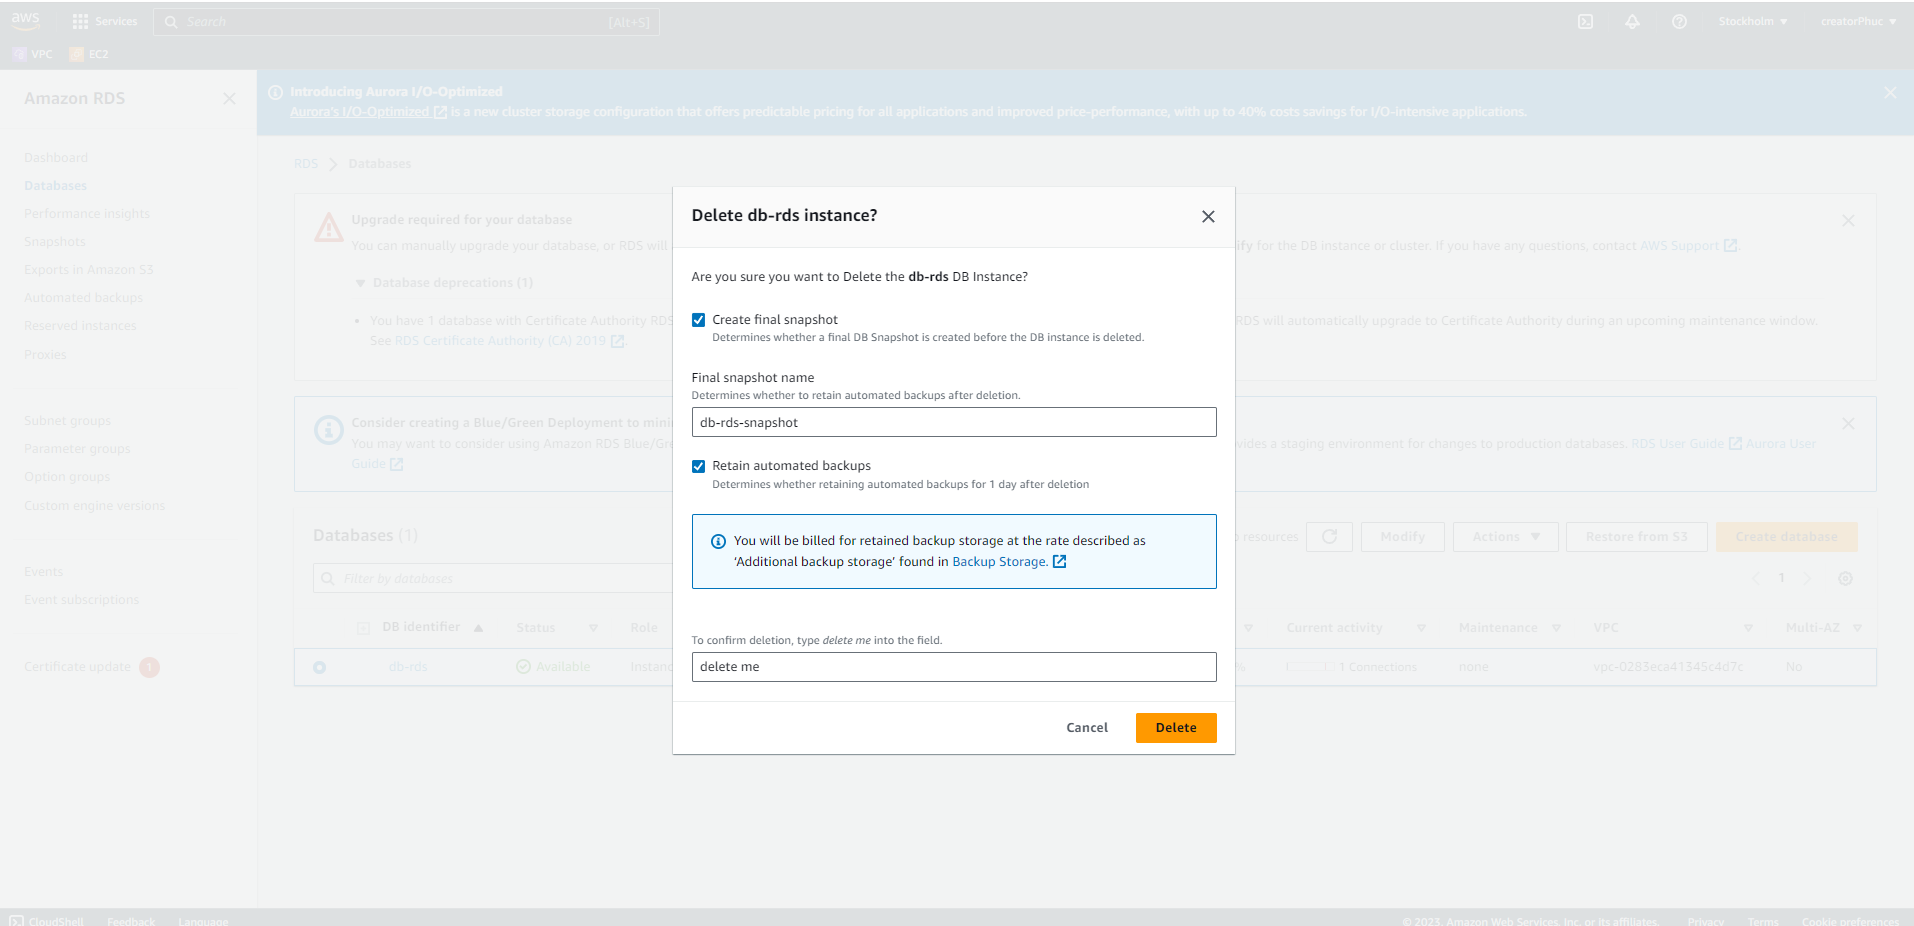 aws
Services
Search
[Alt+S]
Stockholm
creatorPhuc
VPC
EC2
Amazon RDS
Introducing Aurora I/O-Optimized
Aurora's I/O-Optimized is a new cluster storage configuration that offers predictable pricing for all applications and improved price-performance, with up to 40% costs savings for I/O-intensive applications.
Dashboard
Databases
Performance insights
Snapshots
Exports in Amazon S3
Automated backups
Reserved instances
Proxies
Subnet groups
Parameter groups
Option groups
Custom engine versions
Events
Event subscriptions
Certificate update 1
RDS > Databases
Upgrade required for your database
You can manually upgrade your database, or RDS will
ify for the DB instance or cluster. If you have any questions, contact AWS Support.
Database deprecations (1)
• You have 1 database with Certificate Authority RDS
RDS will automatically upgrade to Certificate Authority during an upcoming maintenance window.
See RDS Certificate Authority (CA) 2019.
Consider creating a Blue/Green Deployment to mini
You may want to consider using Amazon RDS Blue/Gre
vides a staging environment for changes to production databases. RDS User Guide Aurora User
Guide
Databases (1)
resources
Modify
Actions
Restore from S3
Create database
Filter by databases
1
DB identifier
Status
Role
Current activity
Maintenance
VPC
Multi-AZ
db-rds
Available
Instanc
%
1 Connections
none
vpc-0283eca41345c4d7c
No
Delete db-rds instance?
Are you sure you want to Delete the db-rds DB Instance?
Create final snapshot
Determines whether a final DB Snapshot is created before the DB instance is deleted.
Final snapshot name
Determines whether to retain automated backups after deletion.
db-rds-snapshot
Retain automated backups
Determines whether retaining automated backups for 1 day after deletion
You will be billed for retained backup storage at the rate described as
‘Additional backup storage’ found in Backup Storage.
To confirm deletion, type delete me into the field.
delete me
Cancel
Delete
CloudShell
Feedback
Language
© 2023, Amazon Web Services, Inc. or its affiliates.
Privacy
Terms
Cookie preferences